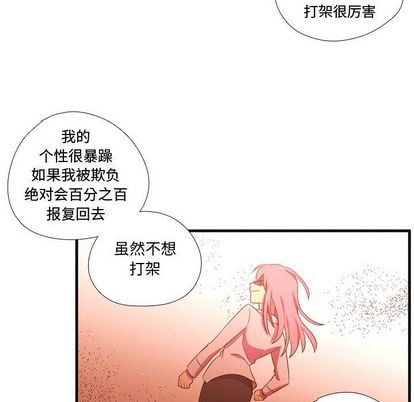 打架很厉害
我的
个性很暴躁
如果我被欺负
绝对会百分之百
报复回去
虽然不想
打架